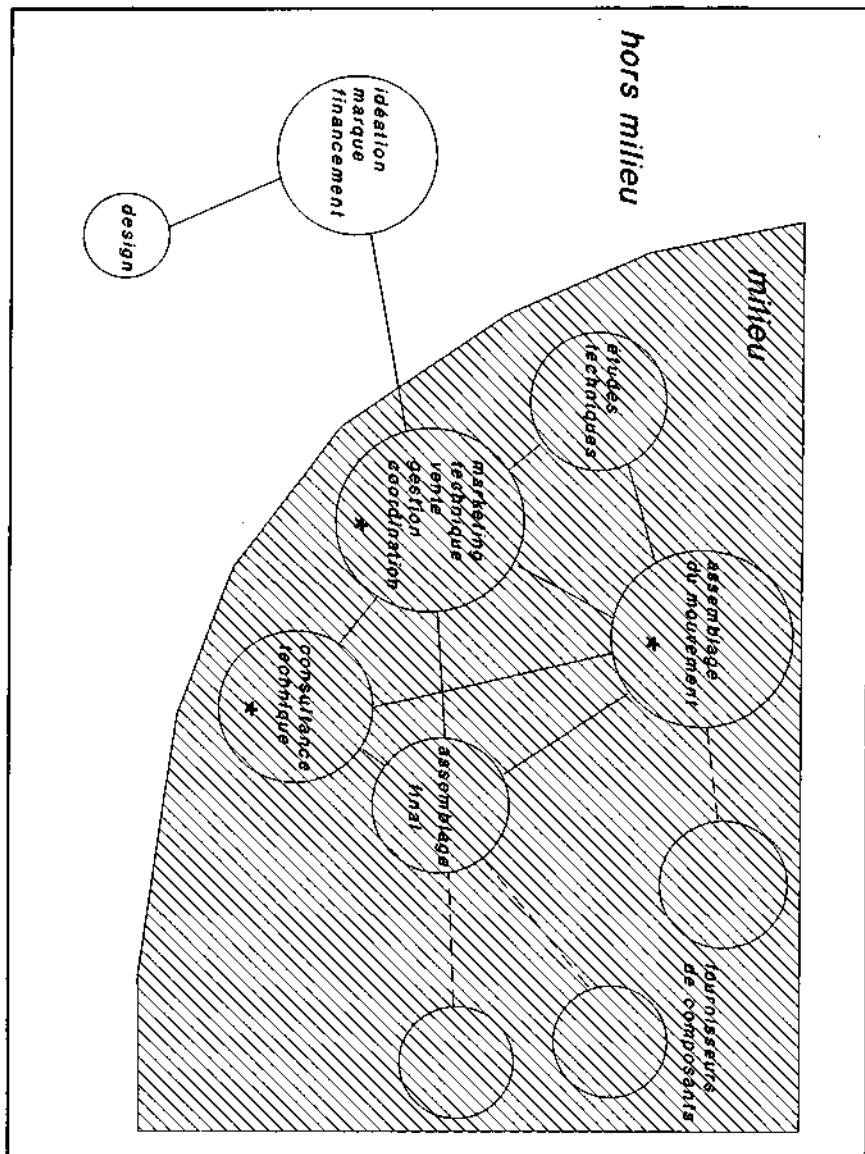 hors milieu
milieu
idéation
marque
financement
design
études
techniques
marketing
technique
vente
gestion
coordination
*
assemblage
du mouvement
*
consultance
technique
*
assemblage
final
fournisseurs
de composants